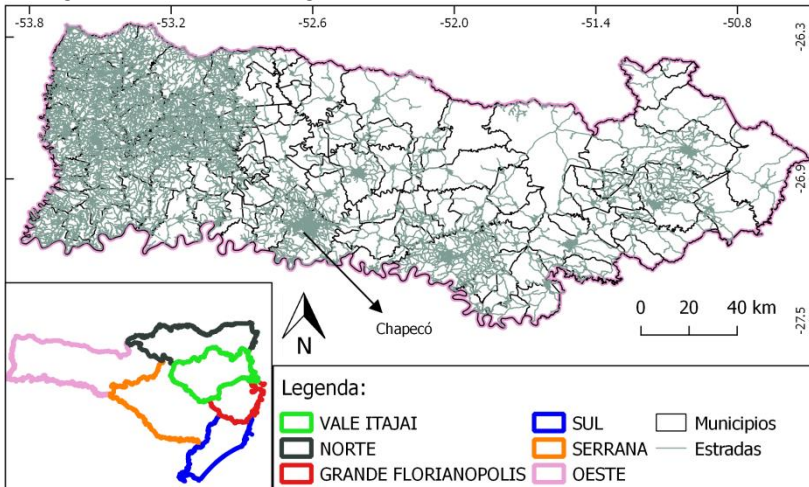 -53.8 -53.2 -52.6 -52.0 -51.4 -50.8
-26.3
-26.9
-27.5
Chapecó
N
0 20 40 km
Legenda:
VALE ITAJAI
NORTE
GRANDE FLORIANOPOLIS
SUL
SERRANA
OESTE
Municipios
Estradas